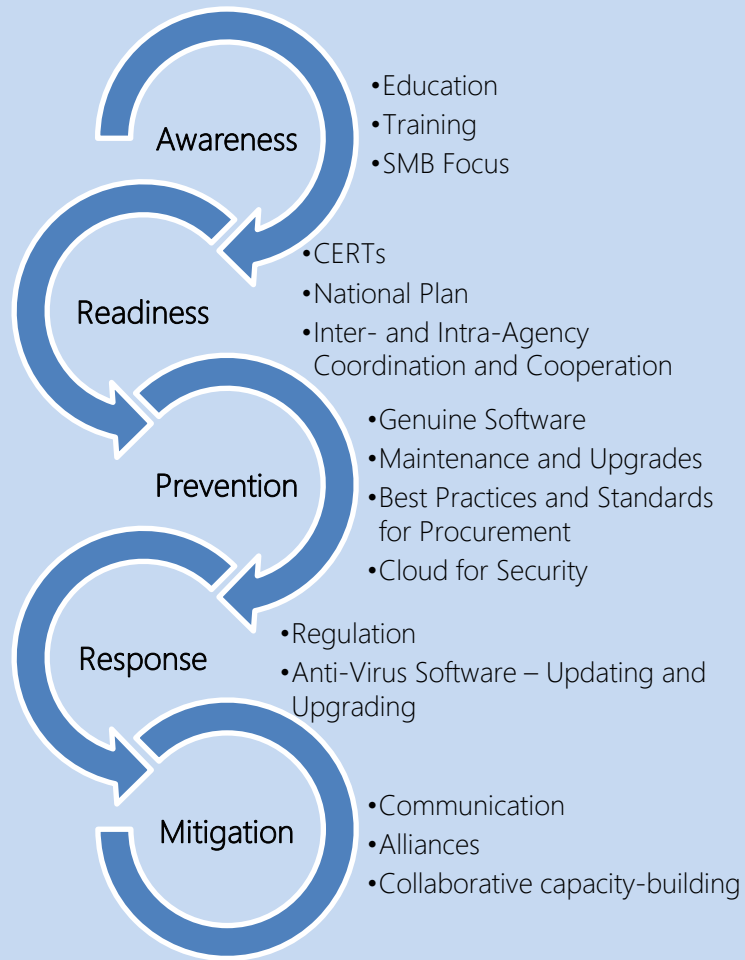 Awareness
•Education
•Training
•SMB Focus
Readiness
•CERTs
•National Plan
•Inter- and Intra-Agency
Coordination and Cooperation
Prevention
•Genuine Software
•Maintenance and Upgrades
•Best Practices and Standards
for Procurement
•Cloud for Security
Response
•Regulation
•Anti-Virus Software – Updating and
Upgrading
Mitigation
•Communication
•Alliances
•Collaborative capacity-building